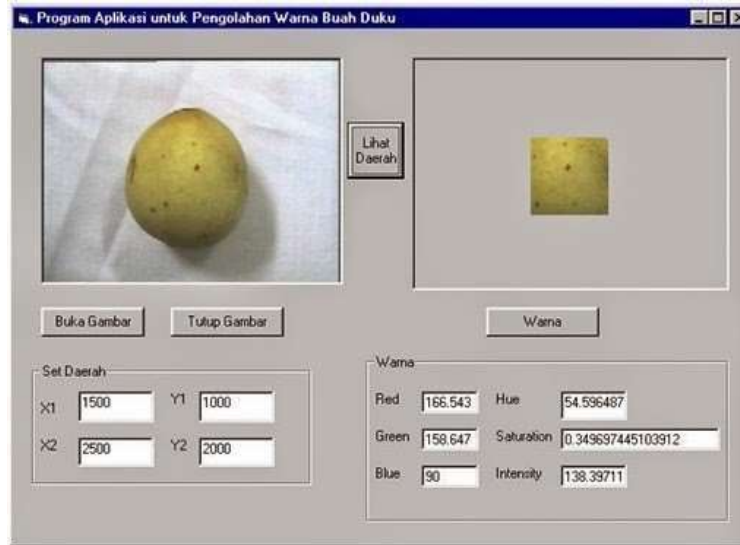 Program Aplikasi untuk Pengolahan Warna Buah Duku
Lihat
Daerah
Buka Gambar
Tutup Gambar
Warna
Set Daerah
X1
1500
Y1
1000
X2
2500
Y2
2000
Warna
Red
166.543
Hue
54.596487
Green
158.647
Saturation
0.349697445103912
Blue
90
Intensity
138.39711